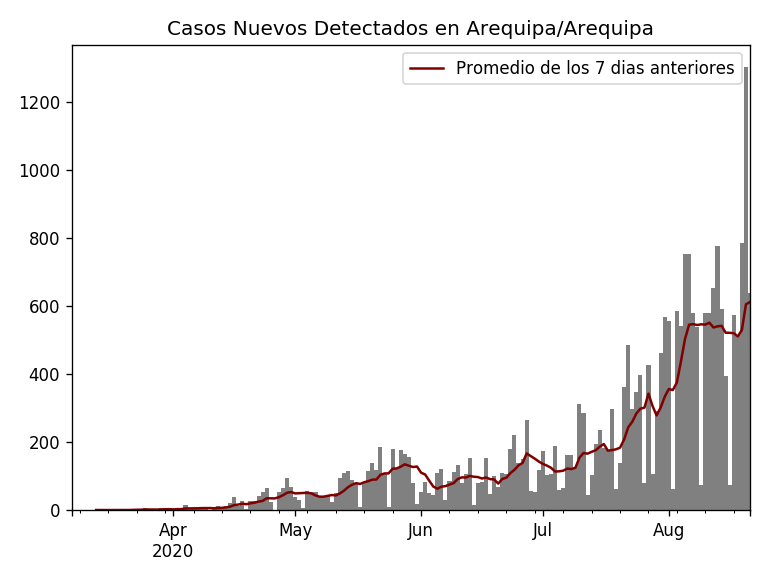 Casos Nuevos Detectados en Arequipa/Arequipa
Promedio de los 7 dias anteriores
1200
1000
800
600
400
200
0
Apr May Jun Jul Aug
2020